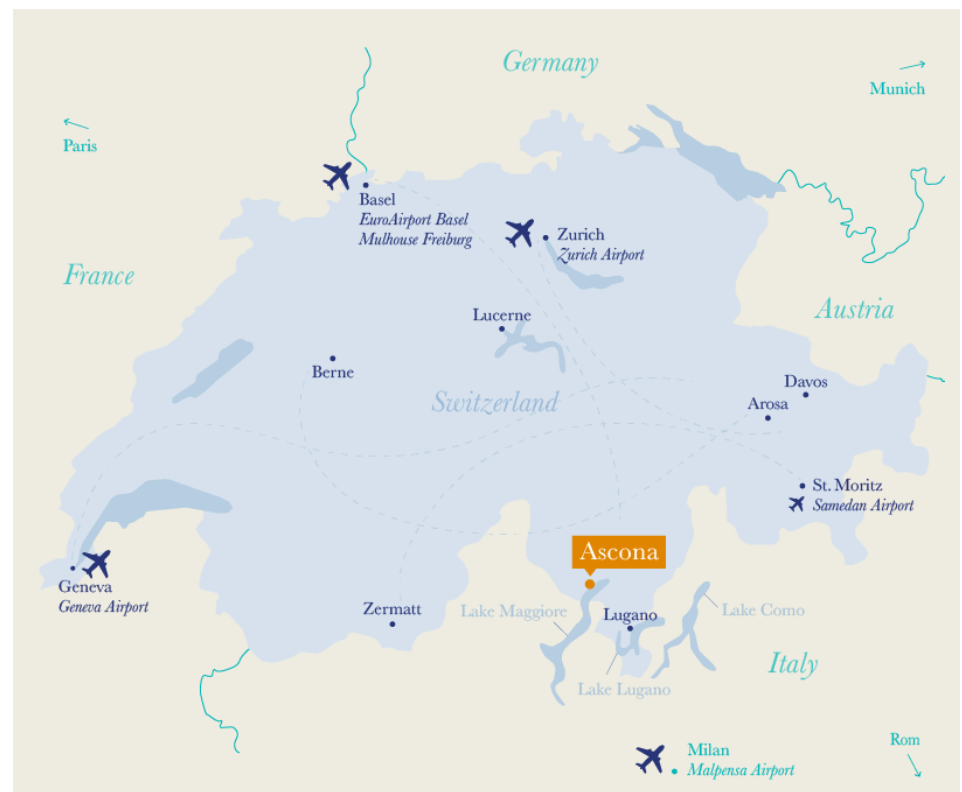 Germany
Munich
Paris
Basel
EuroAirport Basel
Mulhouse Freiburg
Zurich
Zurich Airport
France
Austria
Lucerne
Berne
Switzerland
Davos
Arosa
St. Moritz
Samedan Airport
Ascona
Geneva
Geneva Airport
Zermatt
Lake Maggiore
Lugano
Lake Como
Lake Lugano
Italy
Rom
Milan
Malpensa Airport